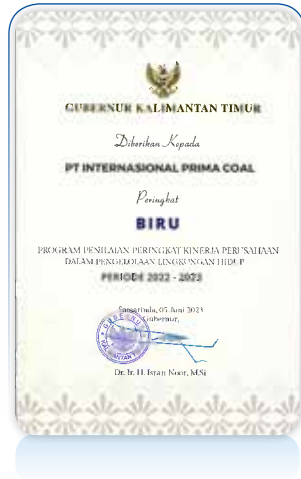 GUBERNUR KALIMANTAN TIMUR
Diberikan Kepada
PT INTERNASIONAL PRIMA COAL
Peringkat
BIRU
PROGRAM PENILAIAN PERINGKAT KINERJA PERUSAHAAN
DALAM PENGELOLAAN LINGKUNGAN HIDUP
PERIODE 2022 - 2023
Samarinda, 05 Juni 2023
Gubernur,
Dr. Ir. H. Isran Noor, M.Si